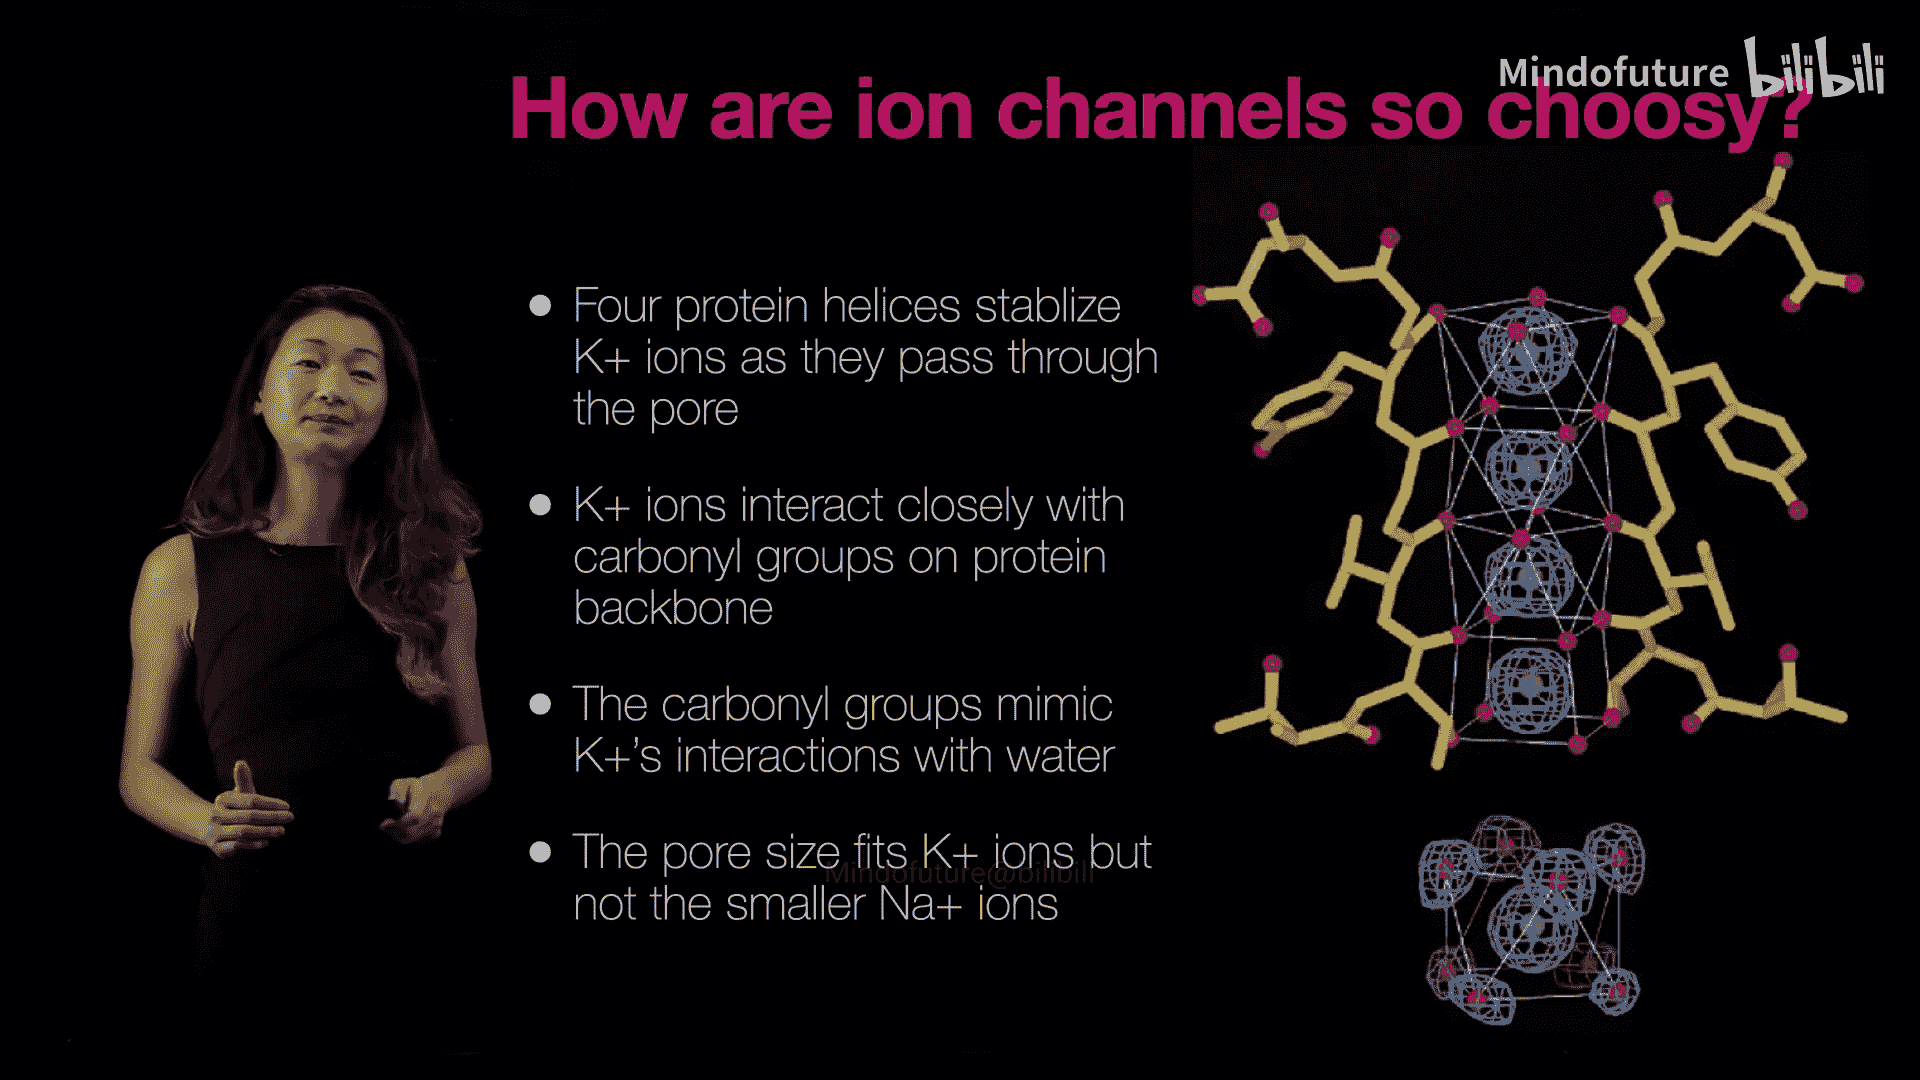 Mindofuture bilibili
How are ion channels so choosy?
● Four protein helices stablize
K+ ions as they pass through
the pore
● K+ ions interact closely with
carbonyl groups on protein
backbone
● The carbonyl groups mimic
K+'s interactions with water
● The pore size fits K+ ions but
Mindofuture@bilibili
not the smaller Na+ ions